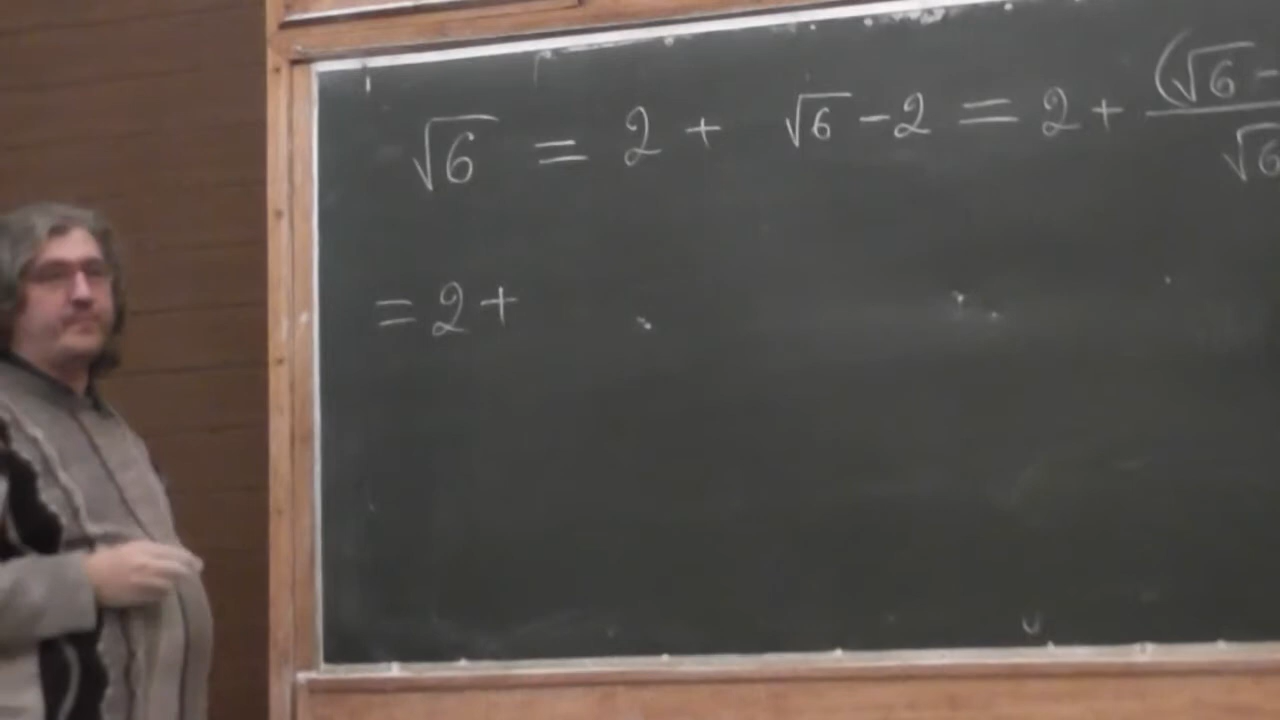 √6 = 2 + √6 - 2 = 2 + (√6 - / √6
= 2 +